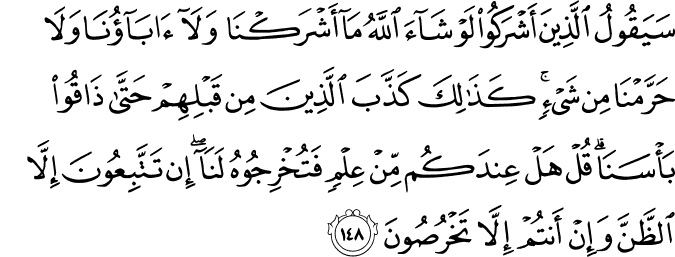 سَيَقُولُ ٱلَّذِينَ أَشْرَكُوا۟ لَوْ شَآءَ ٱللَّهُ مَآ أَشْرَكْنَا وَلَآ ءَابَآؤُنَا وَلَا
حَرَّمْنَا مِن شَىْءٍ ۚ كَذَٰلِكَ كَذَّبَ ٱلَّذِينَ مِن قَبْلِهِمْ حَتَّىٰ ذَاقُوا۟
بَأْسَنَا ۗ قُلْ هَلْ عِندَكُم مِّنْ عِلْمٍ فَتُخْرِجُوهُ لَنَآ ۖ إِن تَتَّبِعُونَ إِلَّا
ٱلظَّنَّ وَإِنْ أَنتُمْ إِلَّا تَخْرُصُونَ ١٤٨